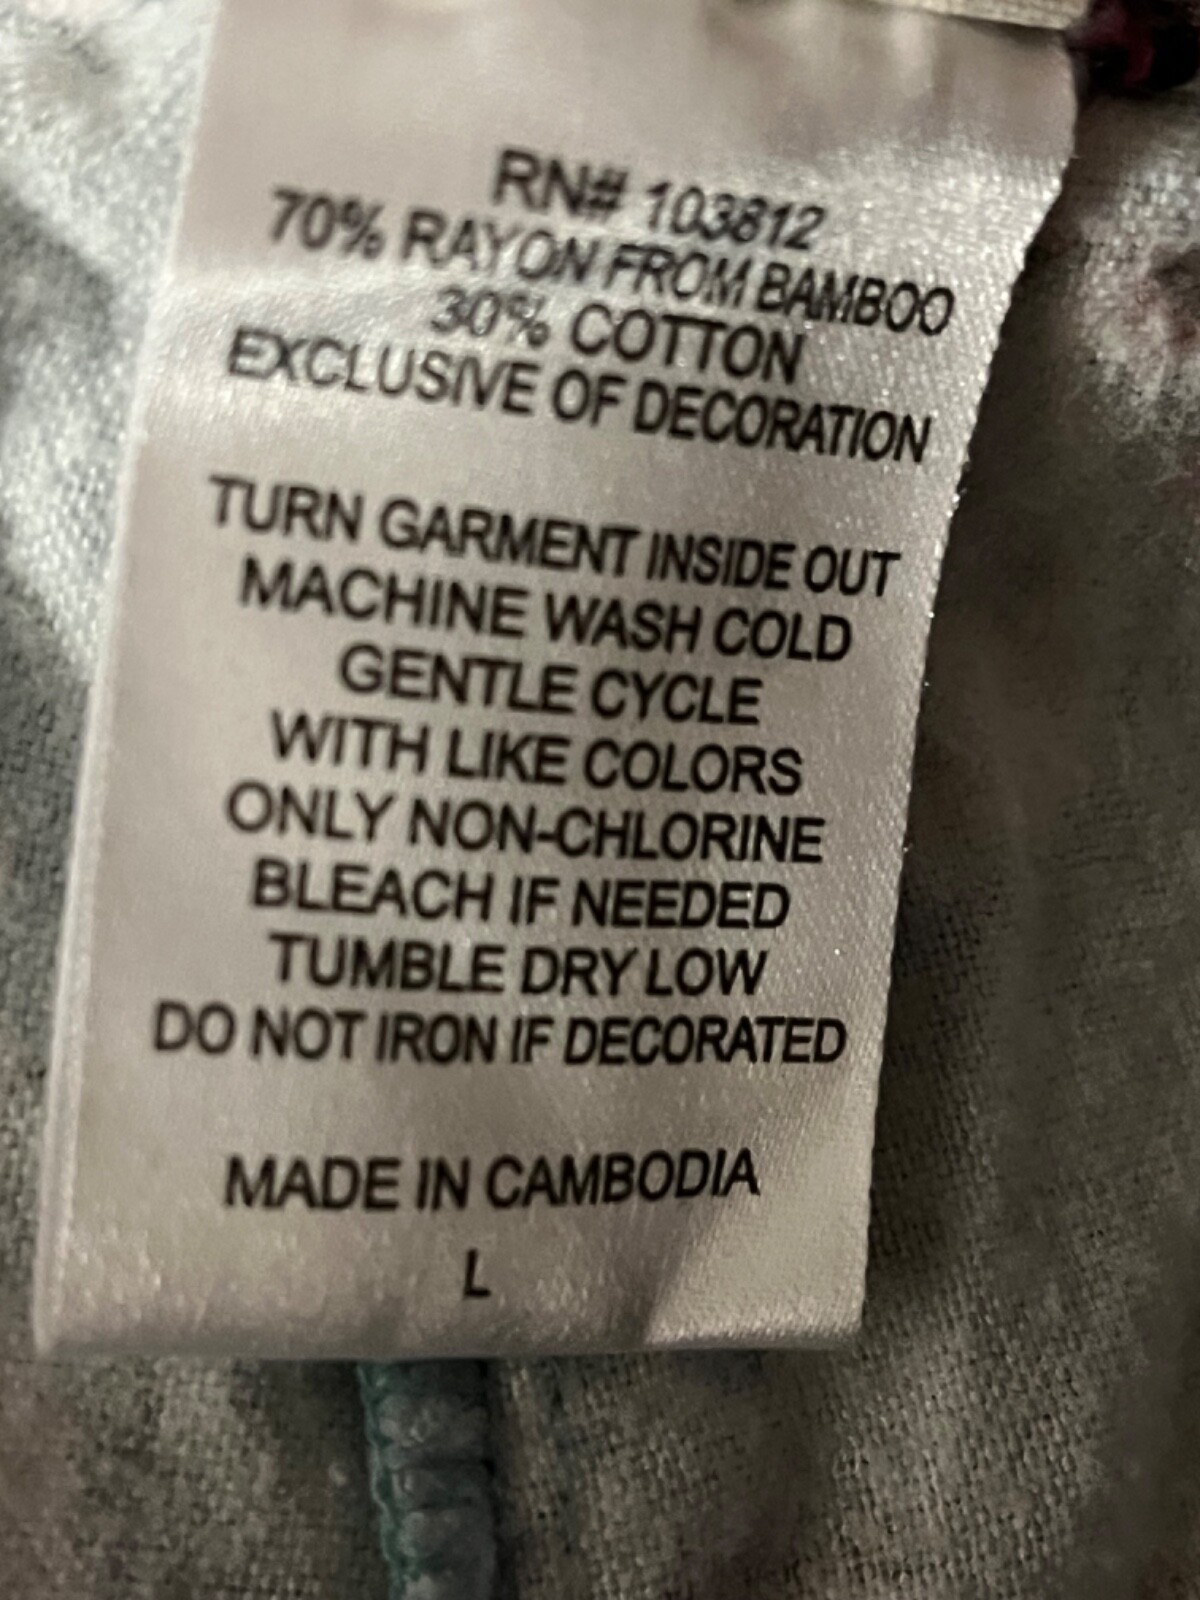 RN# 103812
70% RAYON FROM BAMBOO
30% COTTON
EXCLUSIVE OF DECORATION
TURN GARMENT INSIDE OUT
MACHINE WASH COLD
GENTLE CYCLE
WITH LIKE COLORS
ONLY NON-CHLORINE
BLEACH IF NEEDED
TUMBLE DRY LOW
DO NOT IRON IF DECORATED
MADE IN CAMBODIA
L